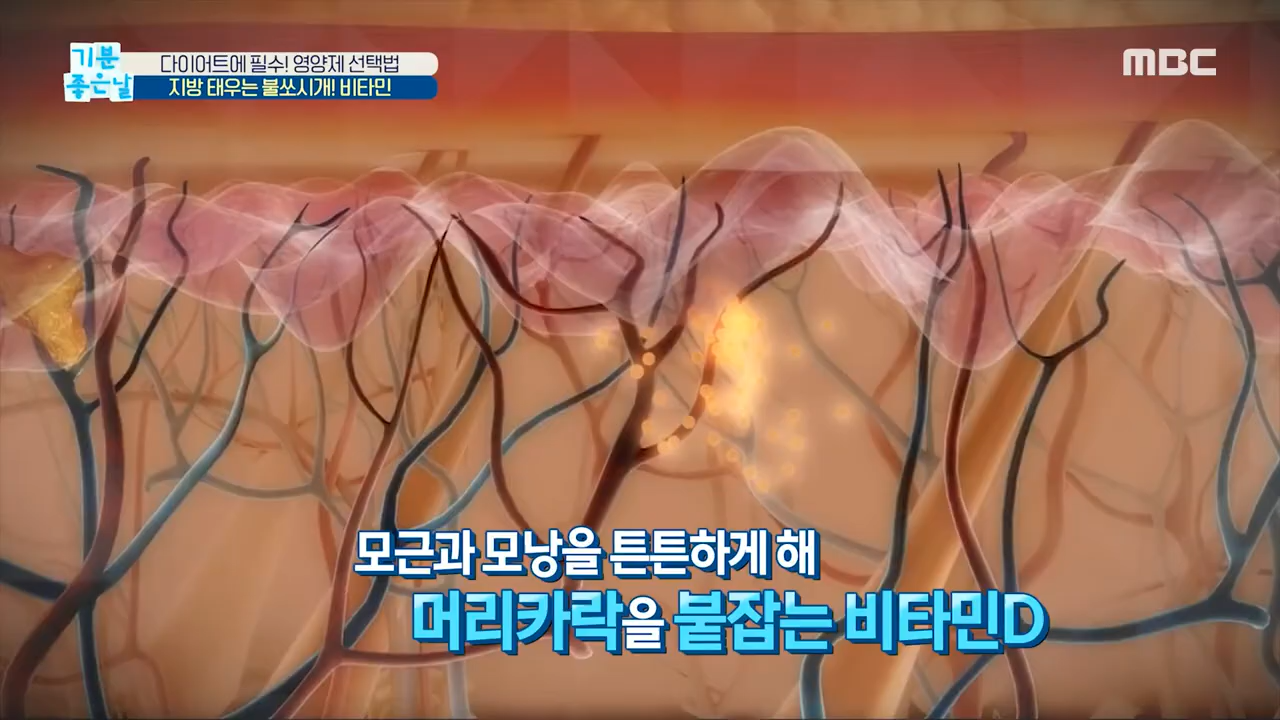 기분
좋은날
다이어트에 필수! 영양제 선택법
지방 태우는 불쏘시개! 비타민
MBC
모근과 모낭을 튼튼하게 해
머리카락을 붙잡는 비타민D